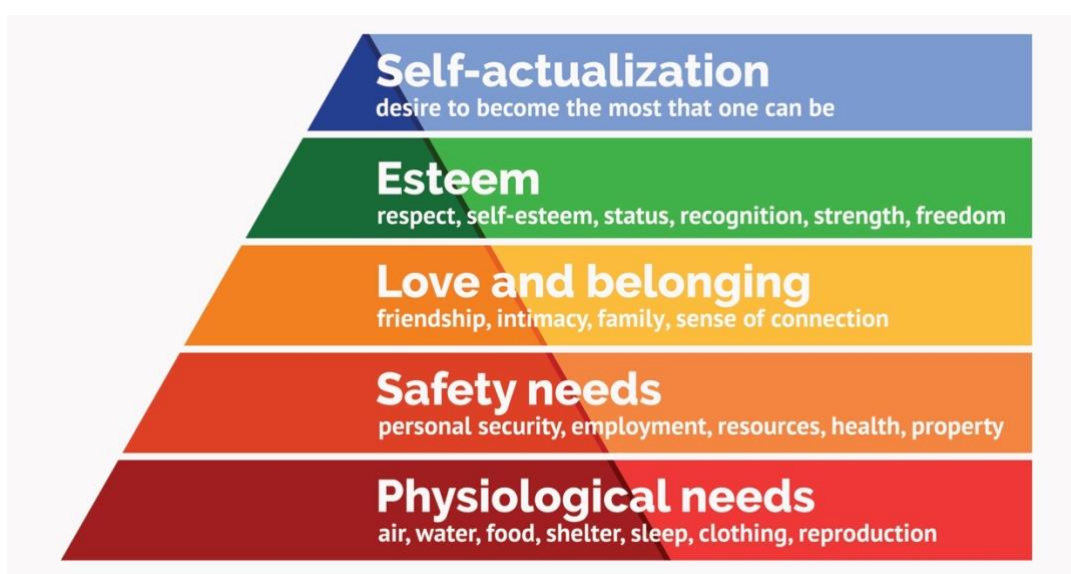 Self-actualization
desire to become the most that one can be
Esteem
respect, self-esteem, status, recognition, strength, freedom
Love and belonging
friendship, intimacy, family, sense of connection
Safety needs
personal security, employment, resources, health, property
Physiological needs
air, water, food, shelter, sleep, clothing, reproduction